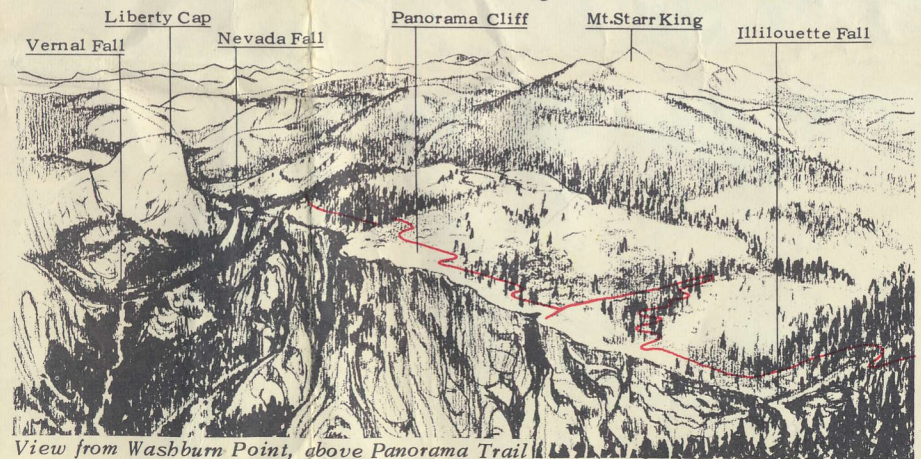 Liberty Cap
Panorama Cliff
Mt. Starr King
Vernal Fall
Nevada Fall
Illilouette Fall
View from Washburn Point, above Panorama Trail